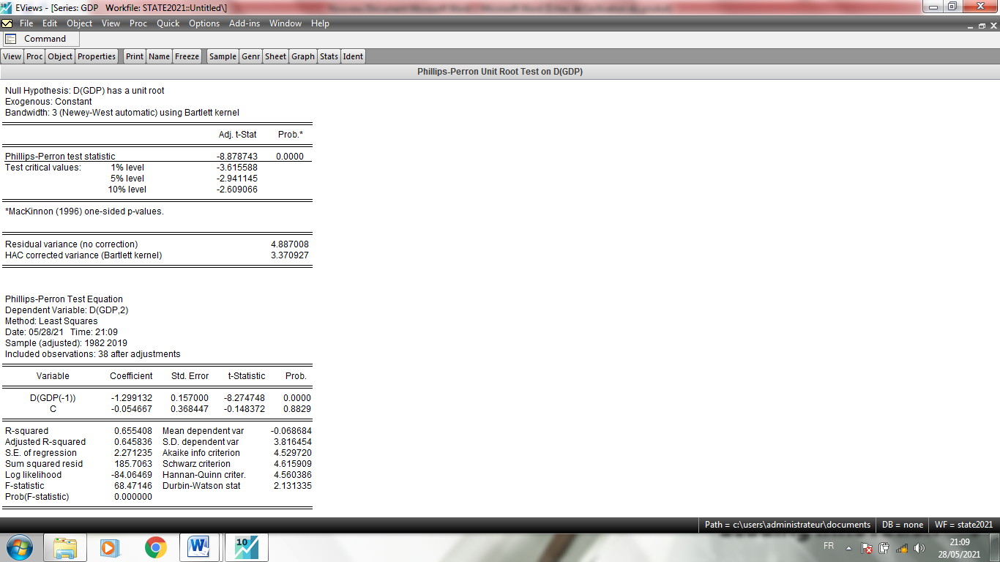 EViews - [Series: GDP   Workfile: STATE2021::Untitled\]
File Edit Object View Proc Quick Options Add-ins Window Help
Command
View Proc Object Properties Print Name Freeze Sample Genr Sheet Graph Stats Ident
Phillips-Perron Unit Root Test on D(GDP)
Null Hypothesis: D(GDP) has a unit root
Exogenous: Constant
Bandwidth: 3 (Newey-West automatic) using Bartlett kernel
Adj. t-Stat Prob.*
Phillips-Perron test statistic -8.878743 0.0000
Test critical values: 1% level -3.615588
5% level -2.941145
10% level -2.609066
*MacKinnon (1996) one-sided p-values.
Residual variance (no correction) 4.887008
HAC corrected variance (Bartlett kernel) 3.370927
Phillips-Perron Test Equation
Dependent Variable: D(GDP,2)
Method: Least Squares
Date: 05/28/21 Time: 21:09
Sample (adjusted): 1982 2019
Included observations: 38 after adjustments
Variable Coefficient Std. Error t-Statistic Prob.
D(GDP(-1)) -1.299132 0.157000 -8.274748 0.0000
C -0.054667 0.368447 -0.148372 0.8829
R-squared 0.655408 Mean dependent var -0.068684
Adjusted R-squared 0.645836 S.D. dependent var 3.816454
S.E. of regression 2.271235 Akaike info criterion 4.529720
Sum squared resid 185.7063 Schwarz criterion 4.615909
Log likelihood -84.06469 Hannan-Quinn criter. 4.560386
F-statistic 68.47146 Durbin-Watson stat 2.131335
Prob(F-statistic) 0.000000
Path = c:\users\administrateur\documents DB = none WF = state2021
10
FR
21:09
28/05/2021